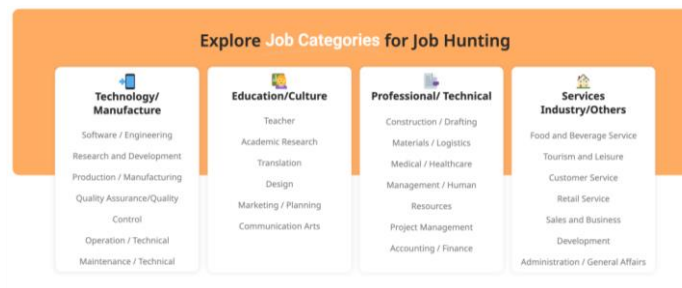 Explore Job Categories for Job Hunting
Technology/
Manufacture
Software / Engineering
Research and Development
Production / Manufacturing
Quality Assurance/Quality
Control
Operation / Technical
Maintenance / Technical
Education/Culture
Teacher
Academic Research
Translation
Design
Marketing / Planning
Communication Arts
Professional/ Technical
Construction / Drafting
Materials / Logistics
Medical / Healthcare
Management / Human
Resources
Project Management
Accounting / Finance
Services
Industry/Others
Food and Beverage Service
Tourism and Leisure
Customer Service
Retail Service
Sales and Business
Development
Administration / General Affairs